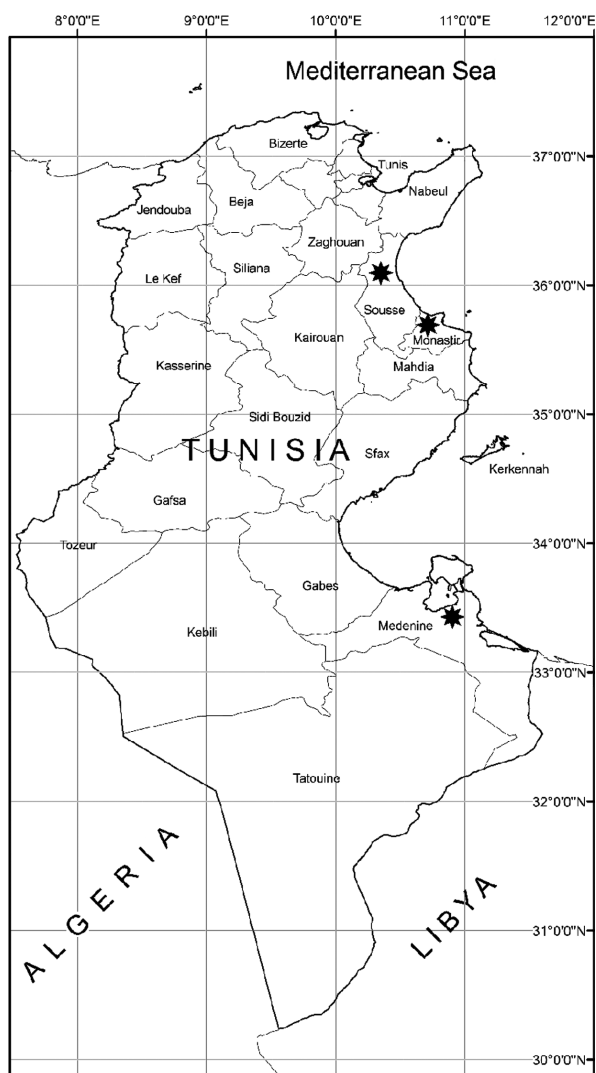 8°0'0"E 9°0'0"E 10°0'0"E 11°0'0"E 12°0'0"E
Mediterranean Sea
Bizerte
Tunis
37°0'0"N
Nabeul
Beja
Jendouba
Zaghouan
Siliana
Le Kef
36°0'0"N
Sousse
Kairouan
Monastir
Kasserine
Mahdia
Sidi Bouzid
35°0'0"N
TUNISIA
Sfax
Kerkennah
Gafsa
Tozeur
34°0'0"N
Gabes
Medenine
Kebili
33°0'0"N
Tatouine
32°0'0"N
ALGERIA
LIBYA
31°0'0"N
30°0'0"N